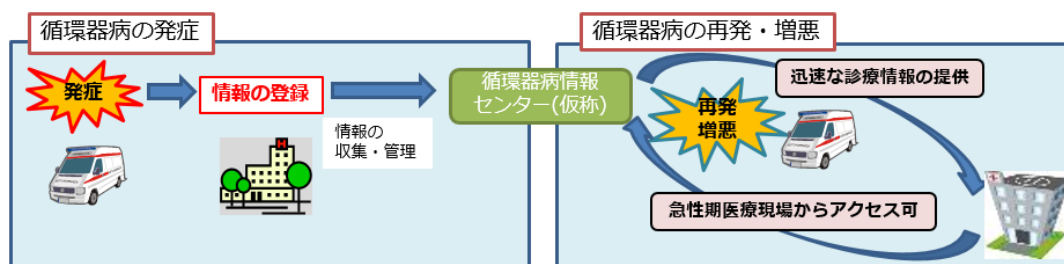 循環器病の発症
発症
情報の登録
情報の
収集・管理
循環器病情報
センター(仮称)
循環器病の再発・増悪
再発
増悪
迅速な診療情報の提供
急性期医療現場からアクセス可
H